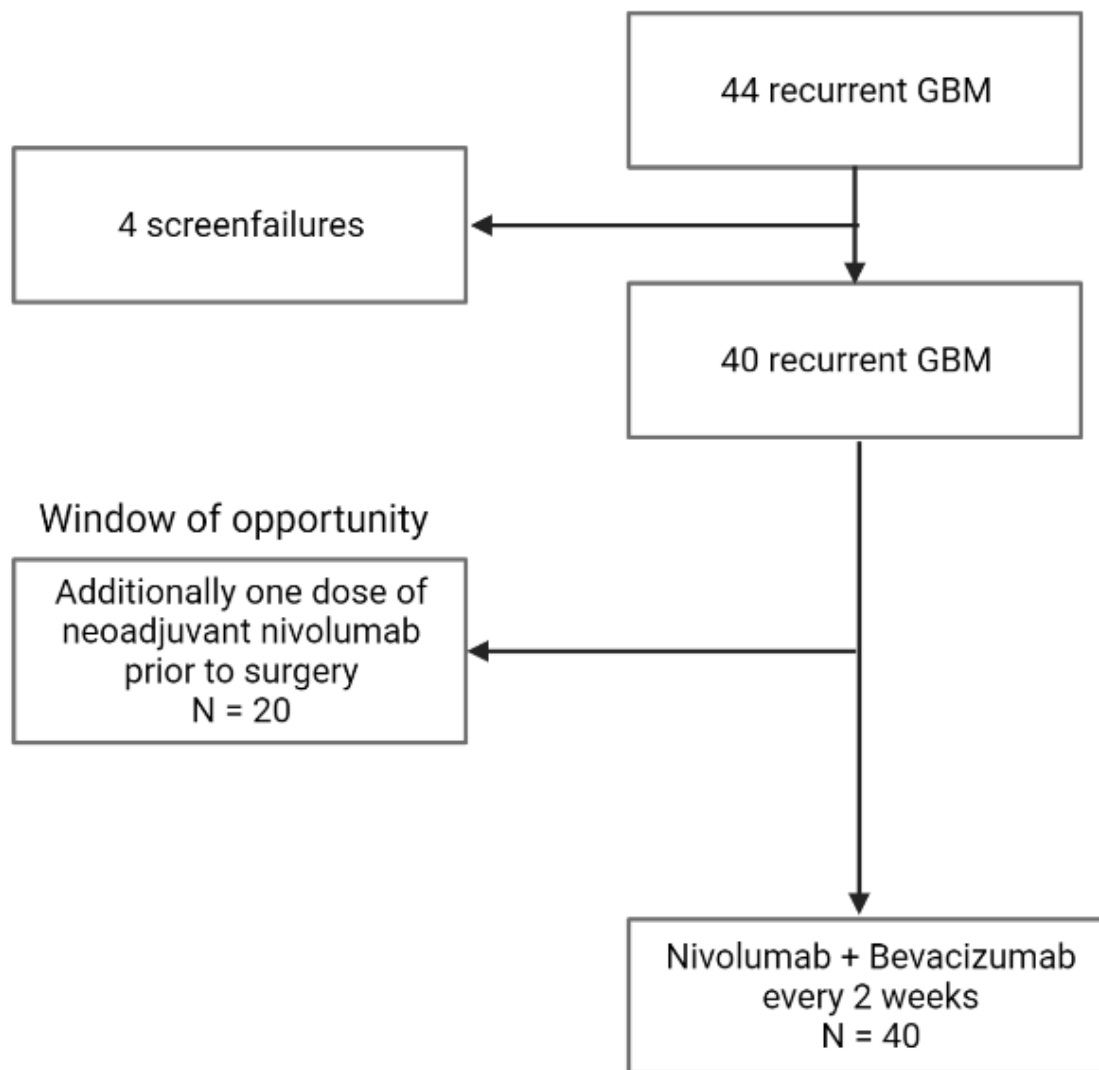 44 recurrent GBM
4 screenfailures
40 recurrent GBM
Window of opportunity
Additionally one dose of
neoadjuvant nivolumab
prior to surgery
N = 20
Nivolumab + Bevacizumab
every 2 weeks
N = 40